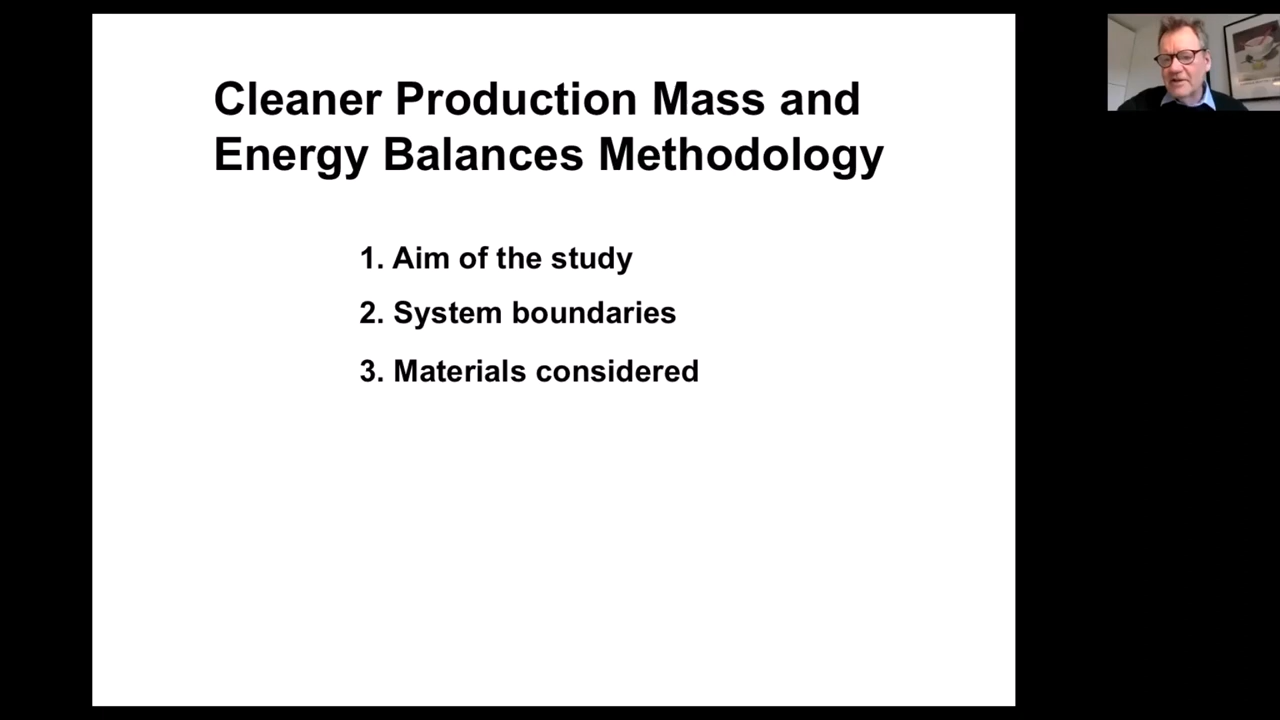 Cleaner Production Mass and
Energy Balances Methodology
1. Aim of the study
2. System boundaries
3. Materials considered